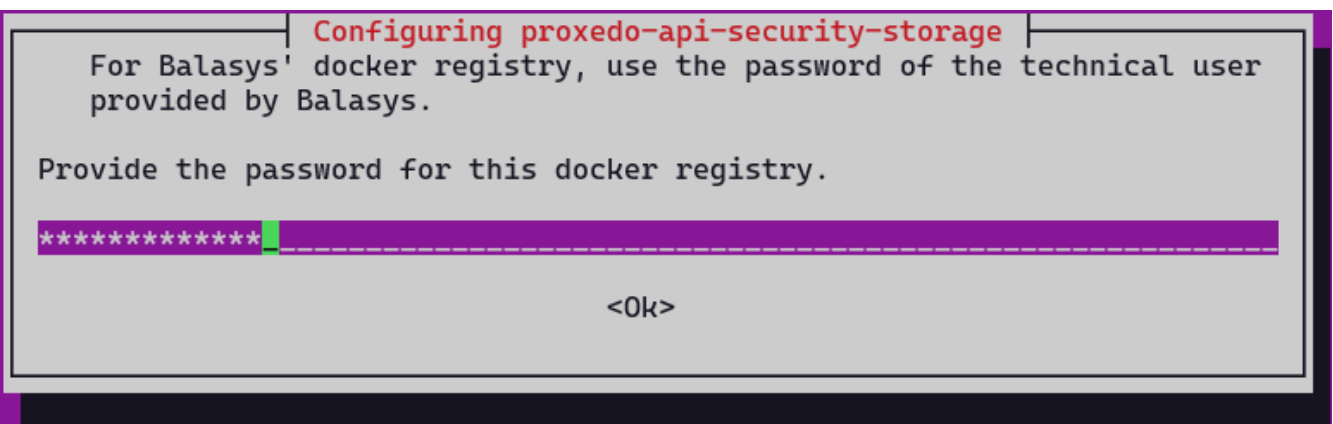 Configuring proxedo-api-security-storage
For Balasys' docker registry, use the password of the technical user
provided by Balasys.
Provide the password for this docker registry.
*************_________________________________________________________
<Ok>